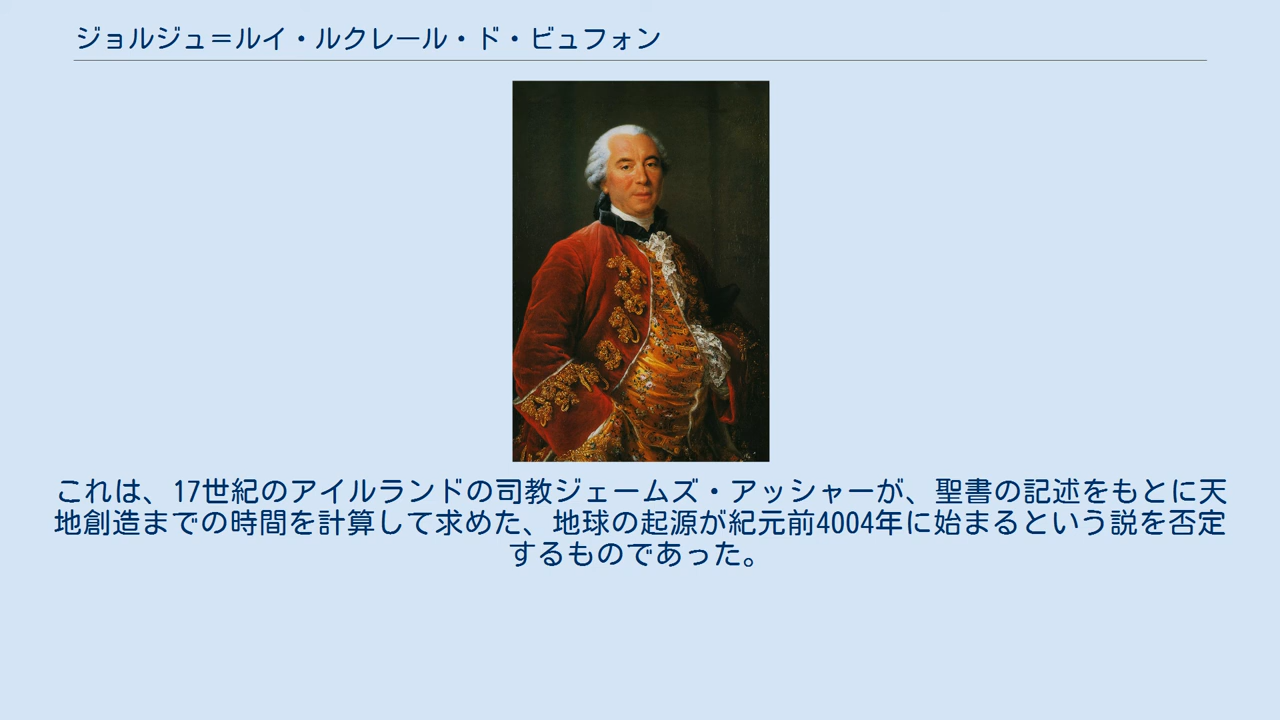 ジョルジュ＝ルイ・ルクレール・ド・ビュフォン
これは、17世紀のアイルランドの司教ジェームズ・アッシャーが、聖書の記述をもとに天
地創造までの時間を計算して求めた、地球の起源が紀元前4004年に始まるという説を否定
するものであった。